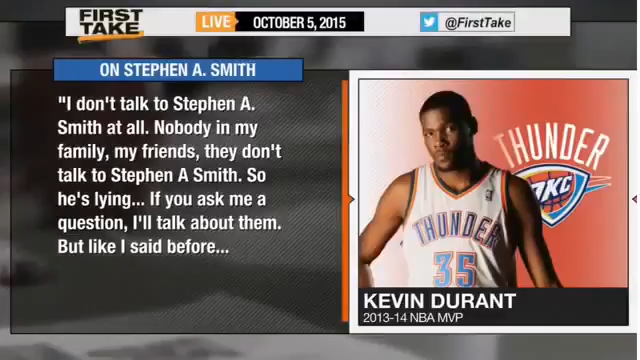 FIRST
TAKE
LIVE OCTOBER 5, 2015 @FirstTake
ON STEPHEN A. SMITH
"I don't talk to Stephen A.
Smith at all. Nobody in my
family, my friends, they don't
talk to Stephen A Smith. So
he's lying... If you ask me a
question, I'll talk about them.
But like I said before...
THUNDER
OKC
THUNDER
35
KEVIN DURANT
2013-14 NBA MVP